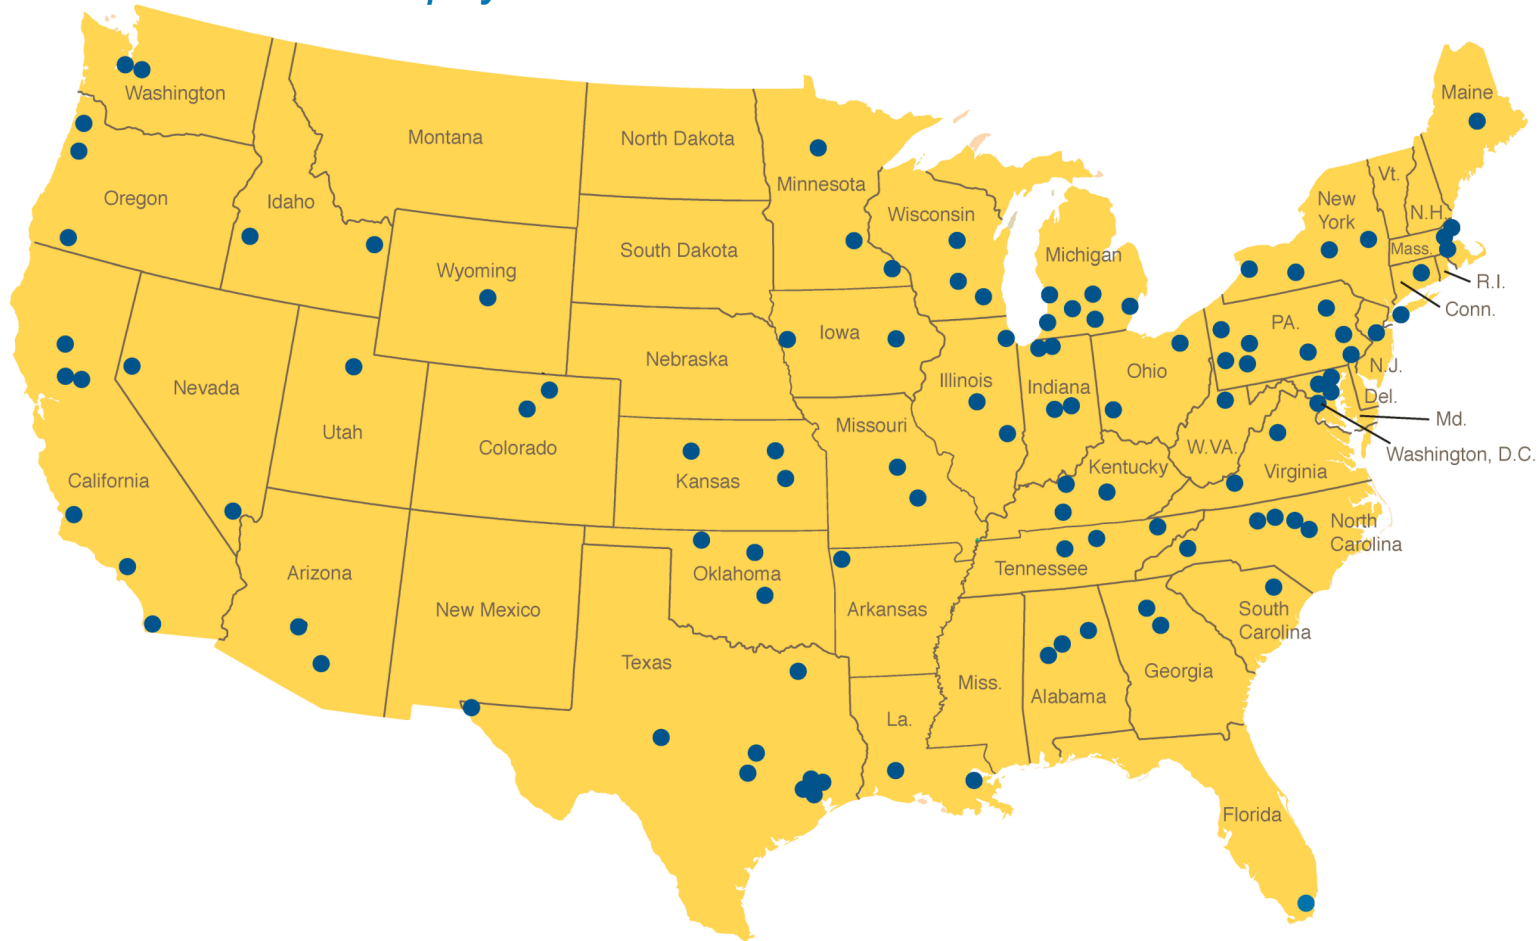 Maine
Washington
Montana
North Dakota
Minnesota
Vt.
Oregon
Idaho
Wisconsin
New
York
N.H.
South Dakota
Michigan
Mass.
Wyoming
R.I.
Conn.
Iowa
PA.
Nebraska
Nevada
Illinois
Indiana
Ohio
N.J.
Del.
Utah
Colorado
Missouri
Md.
W.VA.
Washington, D.C.
California
Kansas
Kentucky
Virginia
North
Carolina
Arizona
Oklahoma
Tennessee
New Mexico
Arkansas
South
Carolina
Texas
Miss.
Alabama
Georgia
La.
Florida